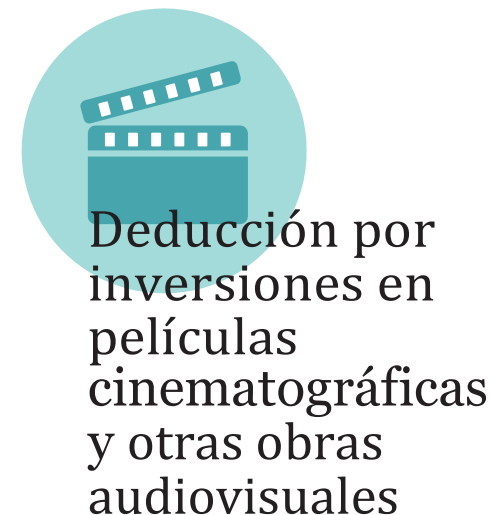 Deducción por
inversiones en
películas
cinematográficas
y otras obras
audiovisuales